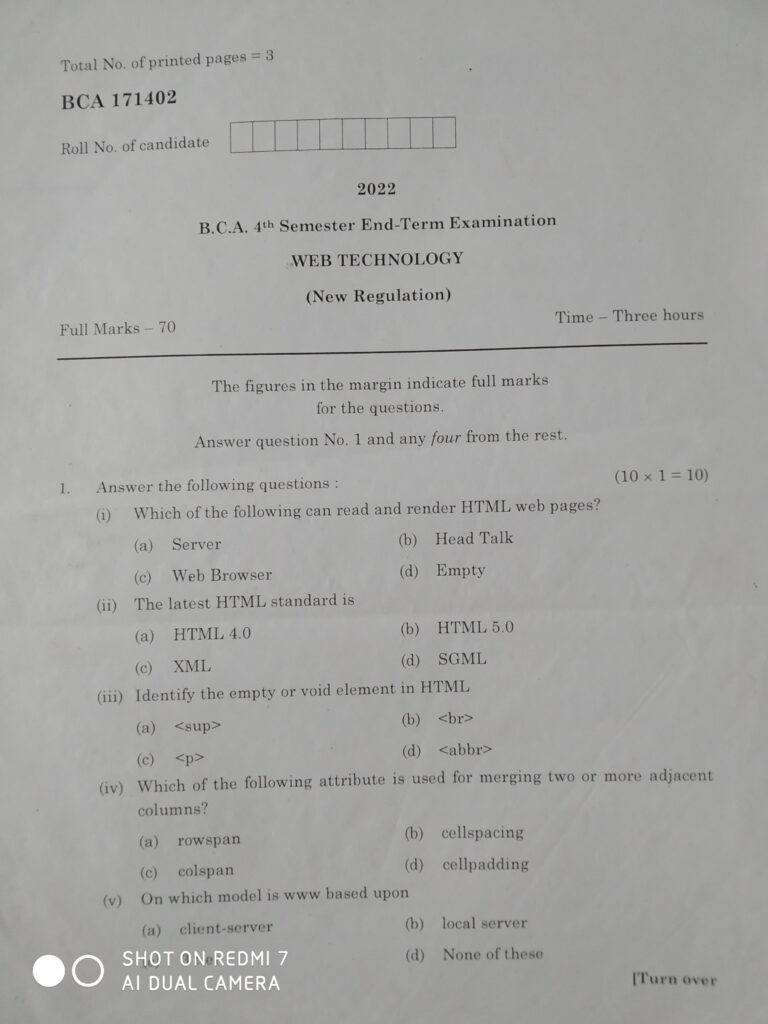 Total No. of printed pages = 3
BCA 171402
Roll No. of candidate
2022
B.C.A. 4th Semester End-Term Examination
WEB TECHNOLOGY
(New Regulation)
Full Marks – 70 Time – Three hours
The figures in the margin indicate full marks
for the questions.
Answer question No. 1 and any four from the rest.
1. Answer the following questions : (10 × 1 = 10)
(i) Which of the following can read and render HTML web pages?
(a) Server (b) Head Talk
(c) Web Browser (d) Empty
(ii) The latest HTML standard is
(a) HTML 4.0 (b) HTML 5.0
(c) XML (d) SGML
(iii) Identify the empty or void element in HTML
(a) <sup> (b) <br>
(c) <p> (d) <abbr>
(iv) Which of the following attribute is used for merging two or more adjacent
columns?
(a) rowspan (b) cellspacing
(c) colspan (d) cellpadding
(v) On which model is www based upon
(a) client-server (b) local server
(d) None of these
[Turn over
SHOT ON REDMI 7
AI DUAL CAMERA